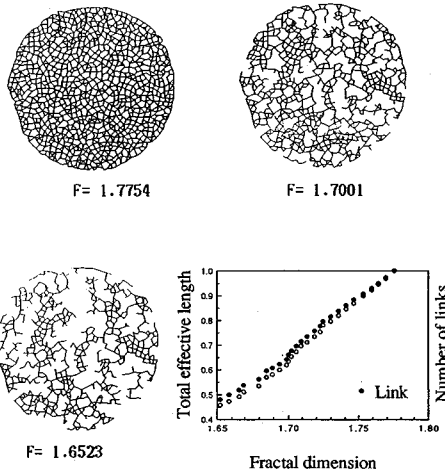 F= 1.7754
F= 1.7001
F= 1.6523
Total effective length
1.0
0.9
0.8
0.7
0.6
0.5
0.4
Link
Number of links
1.65
1.70
1.75
1.80
Fractal dimension